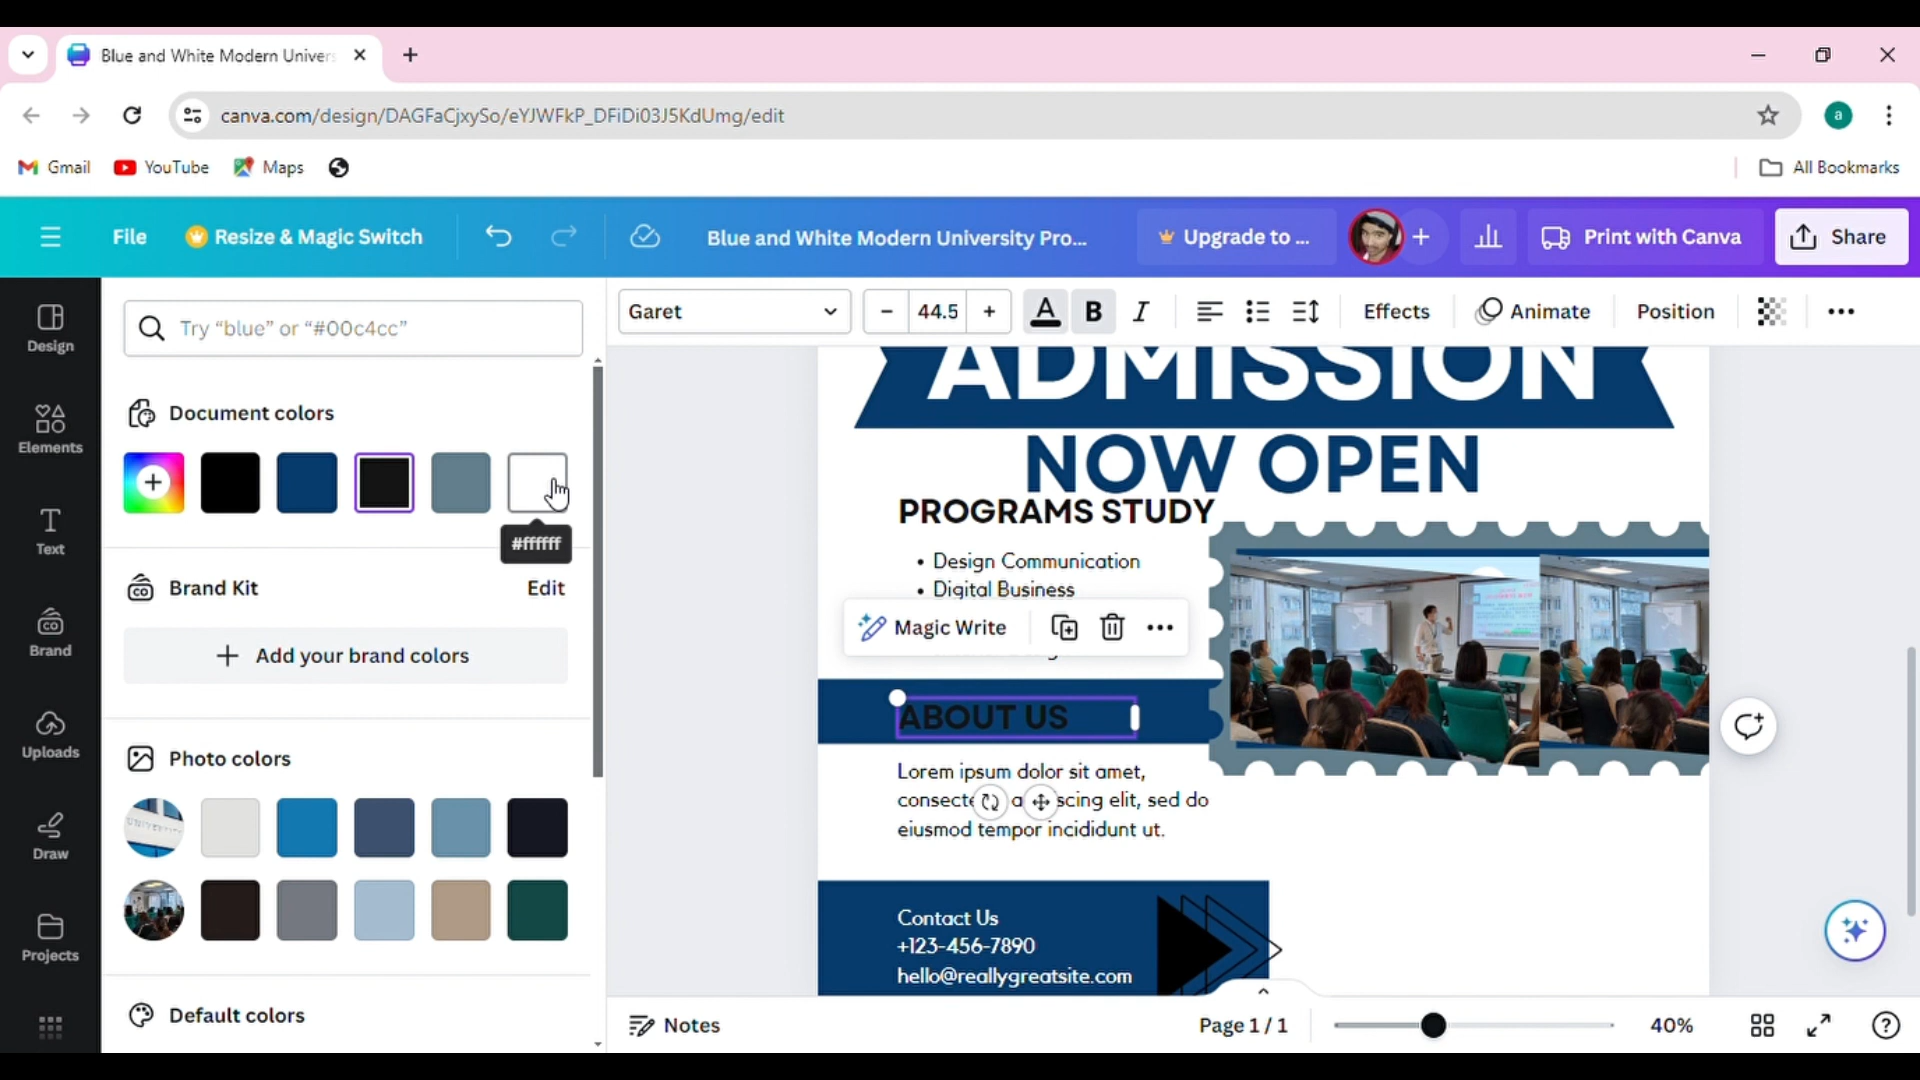 Blue and White Modern Univer
canva.com/design/DAGFaCjxySo/eYJWFkP_DFiDi03J5KdUmg/edit
a
Gmail
YouTube
Maps
All Bookmarks
File
Resize & Magic Switch
Blue and White Modern University Pro...
Upgrade to ...
Print with Canva
Share
Design
Elements
Text
Brand
Uploads
Draw
Projects
Try “blue” or “#00c4cc”
Document colors
#ffffff
Brand Kit
Edit
Add your brand colors
Photo colors
Default colors
Garet
44.5
A
B
I
Effects
Animate
Position
ADMISSION
NOW OPEN
PROGRAMS STUDY
• Design Communication
• Digital Business
Magic Write
ABOUT US
Lorem ipsum dolor sit amet,
scing elit, sed do
eiusmod tempor incididunt ut.
Contact Us
+123-456-7890
hello@reallygreatsite.com
Notes
Page 1 / 1
40%